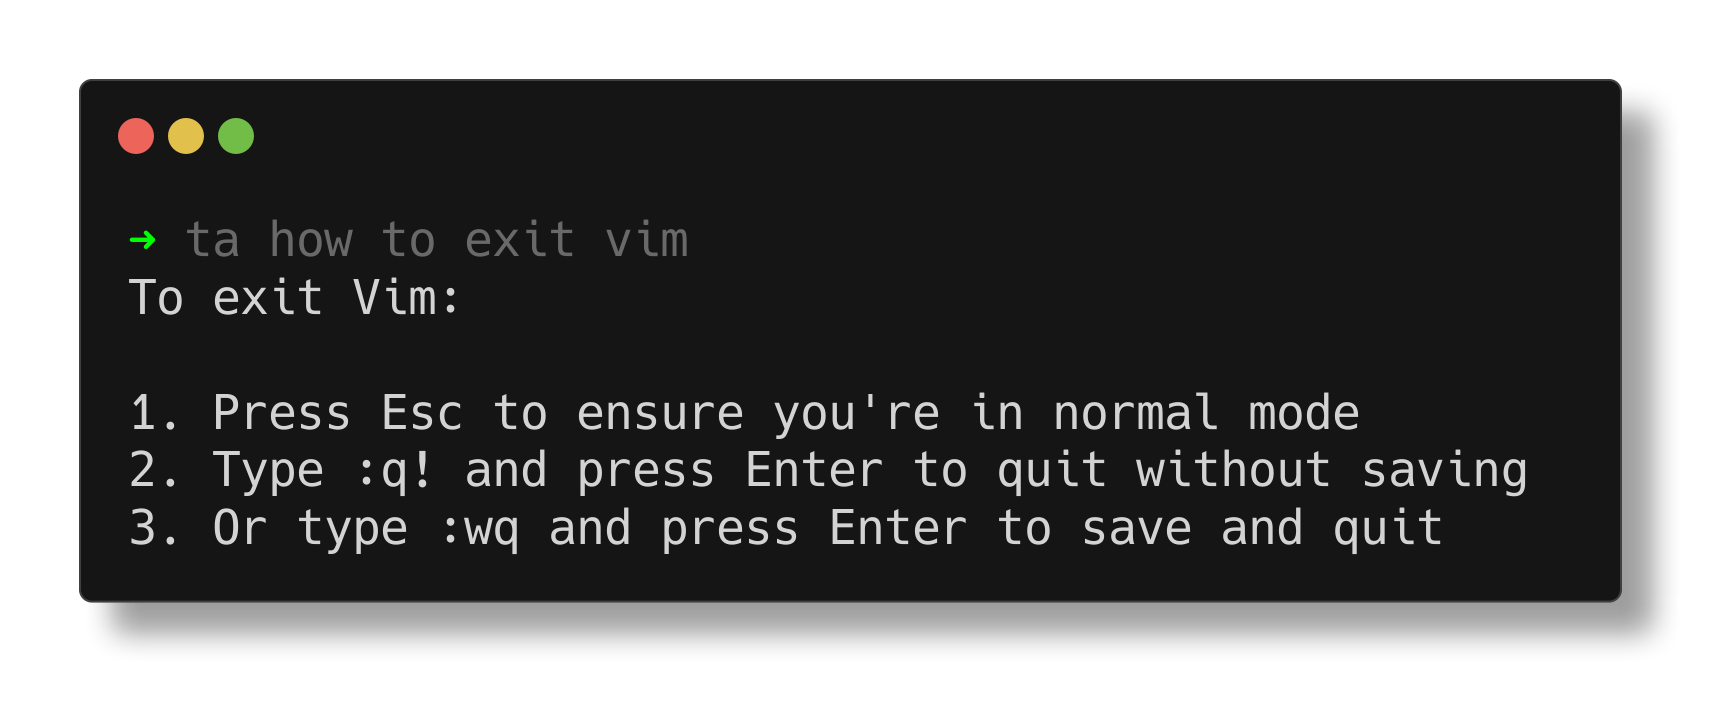 ➜ ta how to exit vim
To exit Vim:

1. Press Esc to ensure you're in normal mode
2. Type :q! and press Enter to quit without saving
3. Or type :wq and press Enter to save and quit